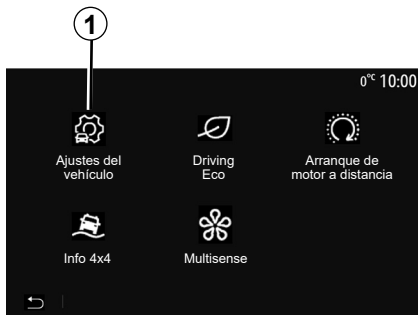 1
0°C 10:00
Ajustes del
vehículo
Driving
Eco
Arranque de
motor a distancia
Info 4x4
Multisense